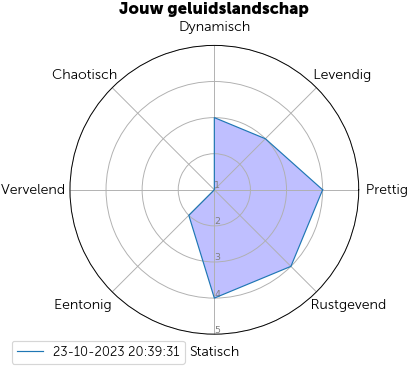 Jouw geluidslandschap
Dynamisch
Chaotisch
Levendig
Vervelend
1
Prettig
2
3
4
Eentonig
Rustgevend
5
23-10-2023 20:39:31
Statisch